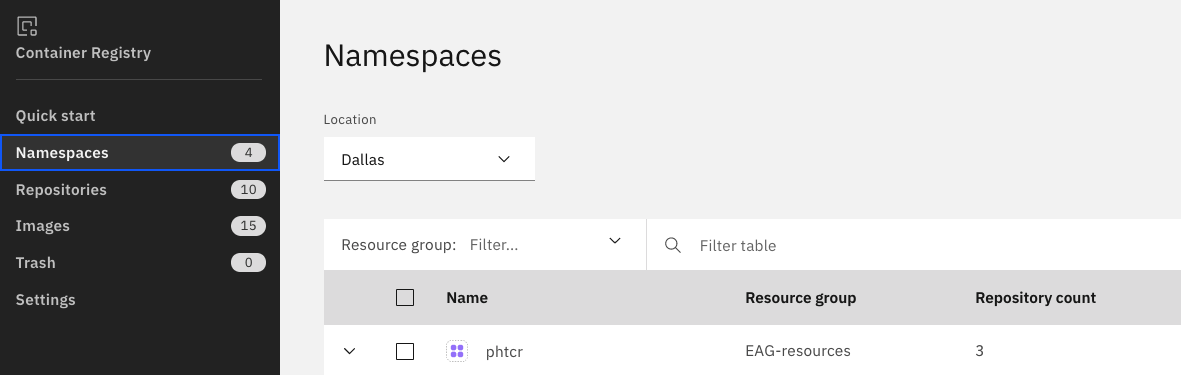 Container Registry
Quick start
Namespaces 4
Repositories 10
Images 15
Trash 0
Settings
Namespaces
Location
Dallas
Resource group: Filter... Filter table
Name Resource group Repository count
phtcr EAG-resources 3